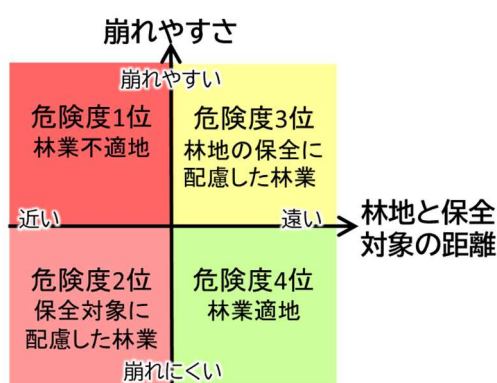 崩れやすさ
崩れやすい
危険度1位
林業不適地
危険度3位
林地の保全に
配慮した林業
近い
遠い
林地と保全
対象の距離
危険度2位
保全対象に
配慮した林業
危険度4位
林業適地
崩れにくい